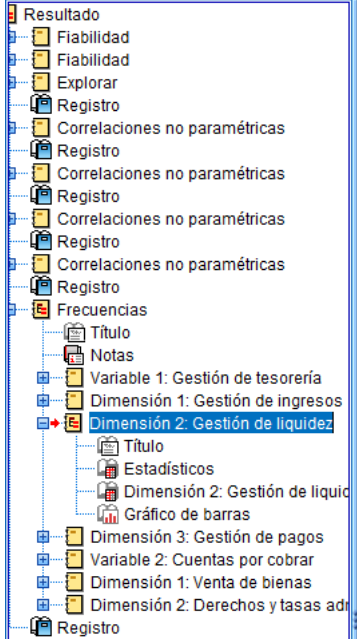 Resultado
Fiabilidad
Fiabilidad
Explorar
Registro
Correlaciones no paramétricas
Registro
Correlaciones no paramétricas
Registro
Correlaciones no paramétricas
Registro
Correlaciones no paramétricas
Registro
Frecuencias
Título
Notas
Variable 1: Gestión de tesorería
Dimensión 1: Gestión de ingresos
Dimensión 2: Gestión de liquidez
Título
Estadísticos
Dimensión 2: Gestión de liquid
Gráfico de barras
Dimensión 3: Gestión de pagos
Variable 2: Cuentas por cobrar
Dimensión 1: Venta de bienas
Dimensión 2: Derechos y tasas adr
Registro